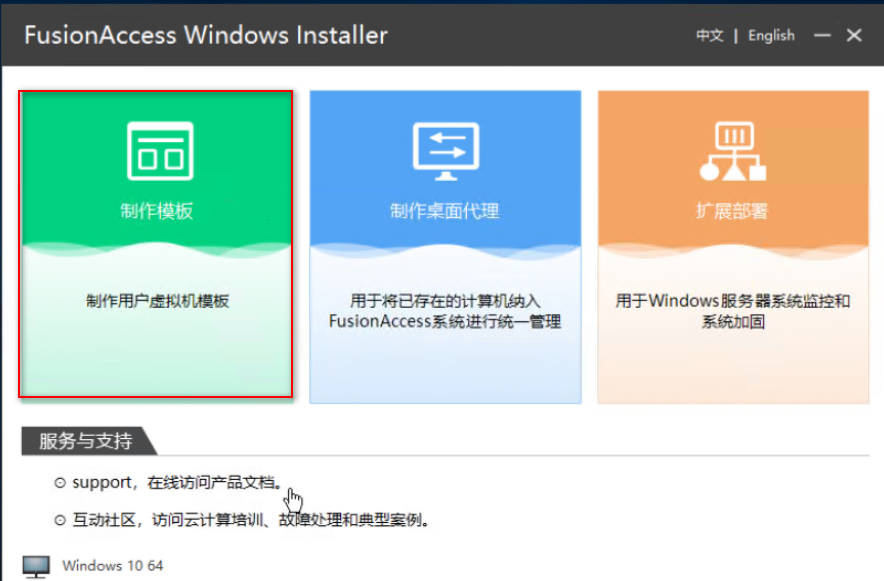 FusionAccess Windows Installer
中文 | English
制作模板
制作用户虚拟机模板
制作桌面代理
用于将已存在的计算机纳入
FusionAccess系统进行统一管理
扩展部署
用于Windows服务器系统监控和
系统加固
服务与支持
support，在线访问产品文档。
互动社区，访问云计算培训、故障处理和典型案例。
Windows 10 64